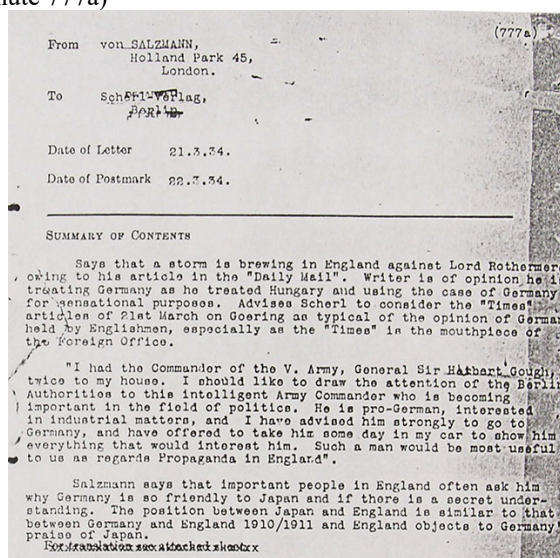 777a)
(777a)
From von SALZMANN,
Holland Park 45,
London.
To Scherl-Verlag,
Berlin.
Date of Letter 21.3.34.
Date of Postmark 22.3.34.
SUMMARY OF CONTENTS
Says that a storm is brewing in England against Lord Rothermere
owing to his article in the "Daily Mail". Writer is of opinion he is
treating Germany as he treated Hungary and using the case of Germany
for sensational purposes. Advises Scherl to consider the "Times"
articles of 21st March on Goering as typical of the opinion of German
held by Englishmen, especially as the "Times" is the mouthpiece of
the Foreign Office.
"I had the Commander of the V. Army, General Sir Herbert Gough,
twice to my house. I should like to draw the attention of the Berlin
Authorities to this intelligent Army Commander who is becoming
important in the field of politics. He is pro-German, interested
in industrial matters, and I have advised him strongly to go to
Germany, and have offered to take him some day in my car to show him
everything that would interest him. Such a man would be most useful
to us as regards Propaganda in England".
Salzmann says that important people in England often ask him
why Germany is so friendly to Japan and if there is a secret under-
standing. The position between Japan and England is similar to that
between Germany and England 1910/1911 and England objects to Germany
praise of Japan.
For translation see attached sheet